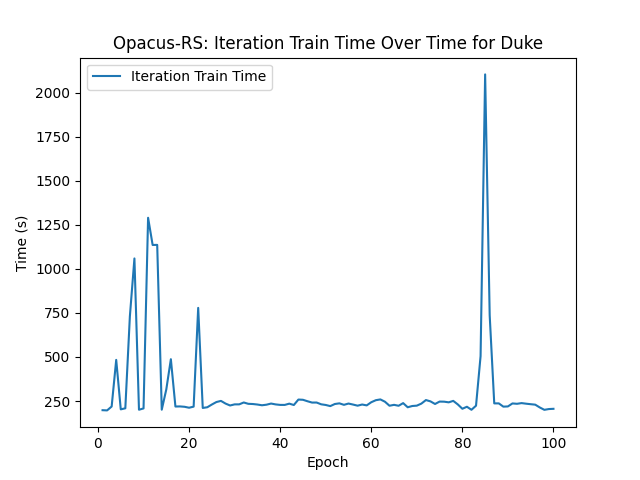 Opacus-RS: Iteration Train Time Over Time for Duke
Iteration Train Time
2000
1750
1500
1250
1000
750
500
250
Time (s)
0 20 40 60 80 100
Epoch